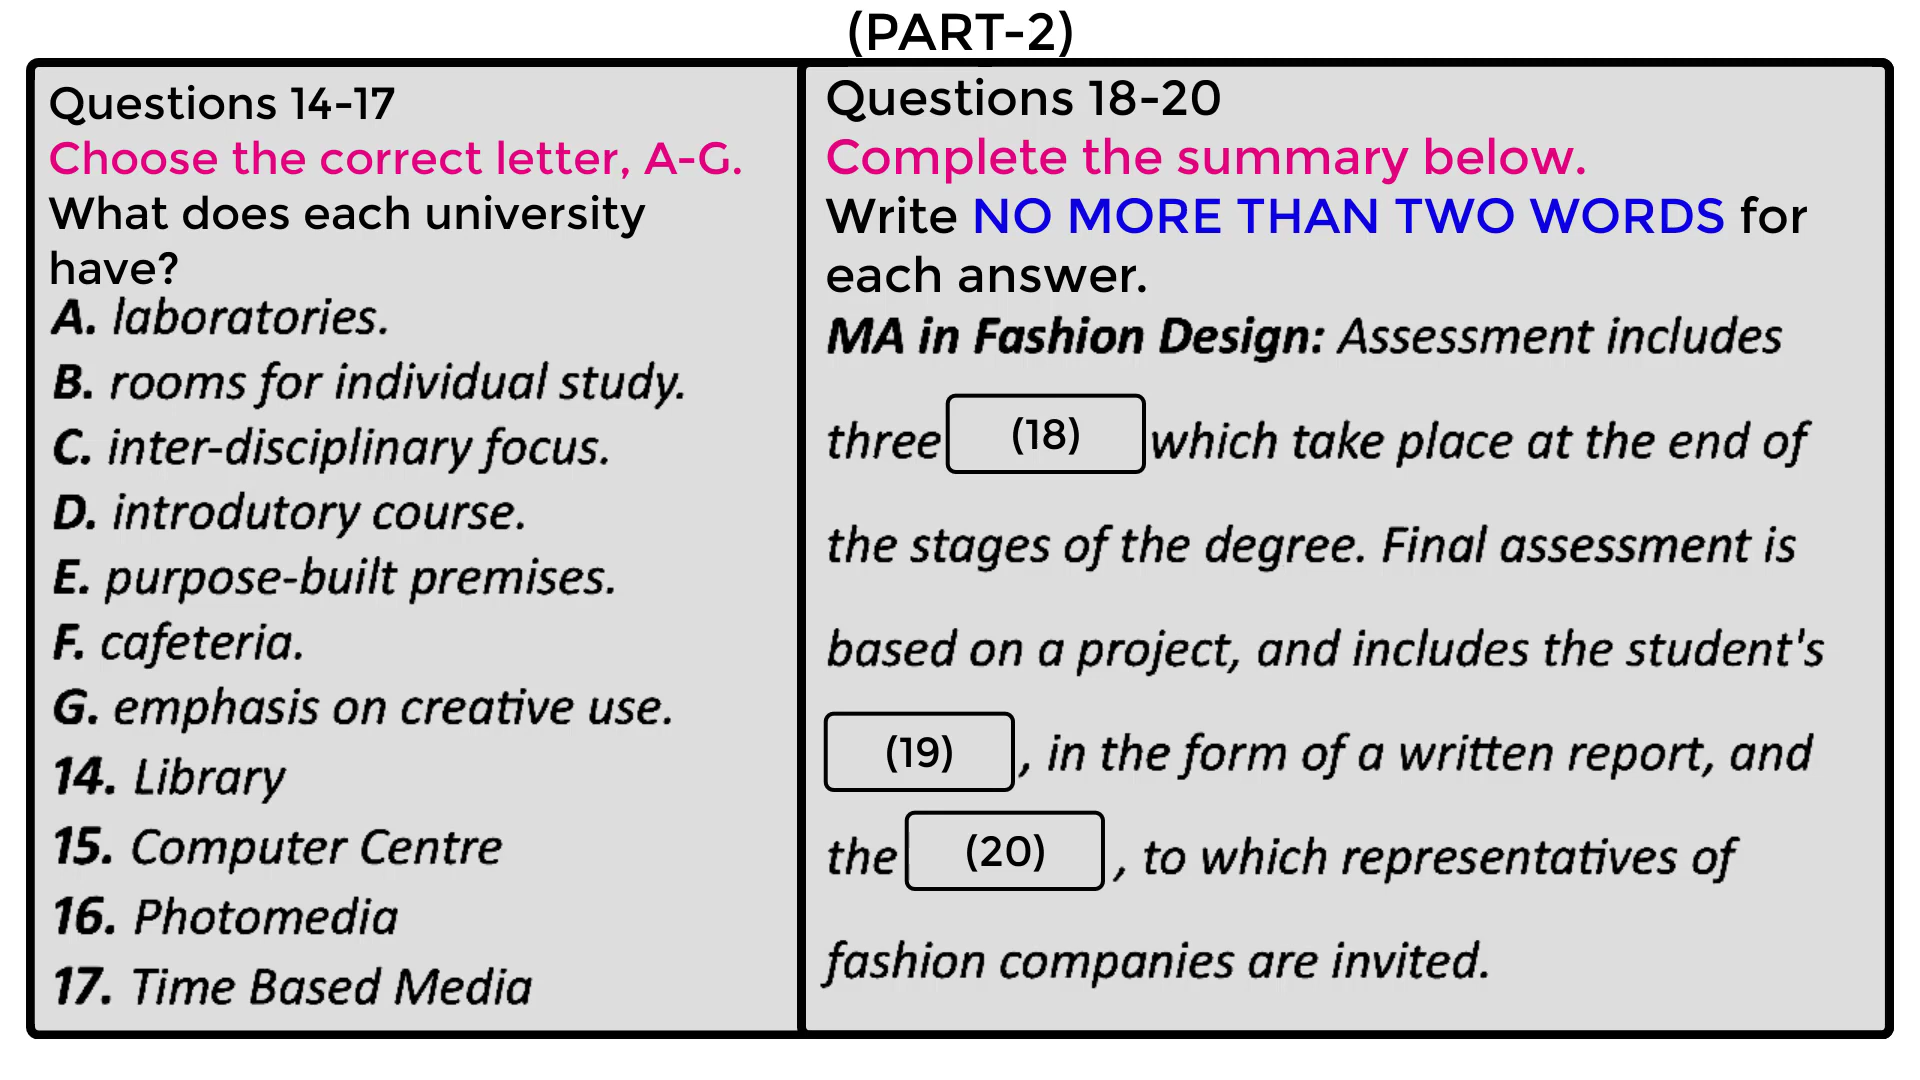 (PART-2)
Questions 14-17
Choose the correct letter, A-G.
What does each university
have?
A. laboratories.
B. rooms for individual study.
C. inter-disciplinary focus.
D. introdutory course.
E. purpose-built premises.
F. cafeteria.
G. emphasis on creative use.
14. Library
15. Computer Centre
16. Photomedia
17. Time Based Media
Questions 18-20
Complete the summary below.
Write NO MORE THAN TWO WORDS for
each answer.
MA in Fashion Design: Assessment includes
three (18) which take place at the end of
the stages of the degree. Final assessment is
based on a project, and includes the student's
(19) , in the form of a written report, and
the (20) , to which representatives of
fashion companies are invited.